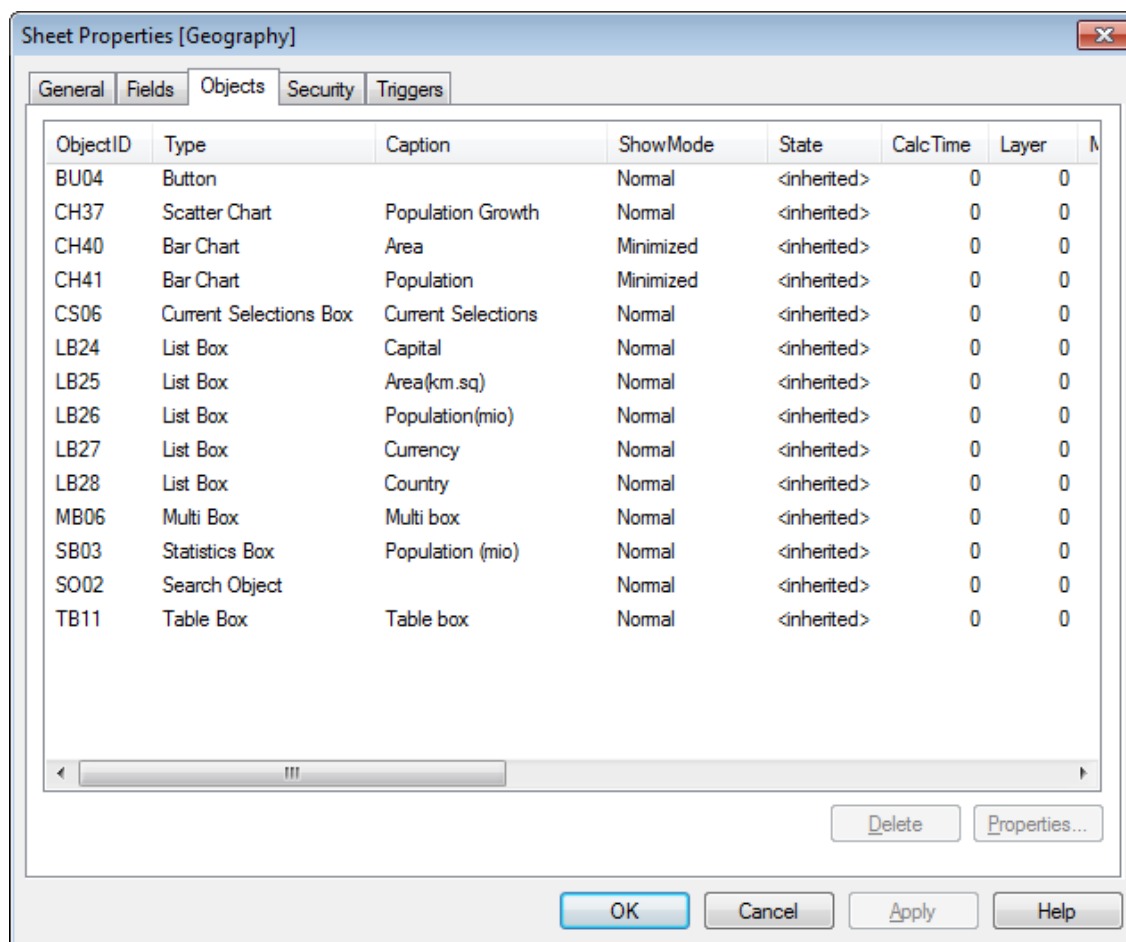 Sheet Properties [Geography]
General Fields Objects Security Triggers
ObjectID Type Caption ShowMode State CalcTime Layer
BU04 Button Normal <inherited> 0 0
CH37 Scatter Chart Population Growth Normal <inherited> 0 0
CH40 Bar Chart Area Minimized <inherited> 0 0
CH41 Bar Chart Population Minimized <inherited> 0 0
CS06 Current Selections Box Current Selections Normal <inherited> 0 0
LB24 List Box Capital Normal <inherited> 0 0
LB25 List Box Area(km.sq) Normal <inherited> 0 0
LB26 List Box Population(mio) Normal <inherited> 0 0
LB27 List Box Currency Normal <inherited> 0 0
LB28 List Box Country Normal <inherited> 0 0
MB06 Multi Box Multi box Normal <inherited> 0 0
SB03 Statistics Box Population (mio) Normal <inherited> 0 0
SO02 Search Object Normal <inherited> 0 0
TB11 Table Box Table box Normal <inherited> 0 0
Delete Properties...
OK Cancel Apply Help